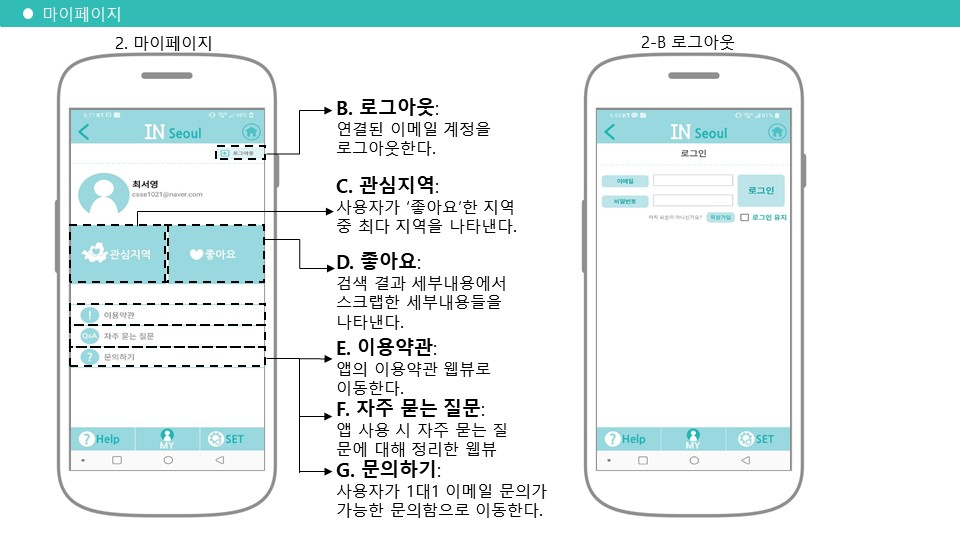 마이페이지
2. 마이페이지
IN Seoul
로그아웃
최서영
csse1021@naver.com
관심지역
좋아요
이용약관
Q&A 자주 묻는 질문
? 문의하기
? Help
MY
SET
B. 로그아웃:
연결된 이메일 계정을
로그아웃한다.
C. 관심지역:
사용자가 ‘좋아요’한 지역
중 최다 지역을 나타낸다.
D. 좋아요:
검색 결과 세부내용에서
스크랩한 세부내용들을
나타낸다.
E. 이용약관:
앱의 이용약관 웹뷰로
이동한다.
F. 자주 묻는 질문:
앱 사용 시 자주 묻는 질
문에 대해 정리한 웹뷰
G. 문의하기:
사용자가 1대1 이메일 문의가
가능한 문의함으로 이동한다.
2-B 로그아웃
IN Seoul
로그인
이메일
비밀번호
로그인
아직 회원이 아니신가요? 회원가입
로그인 유지
? Help
MY
SET